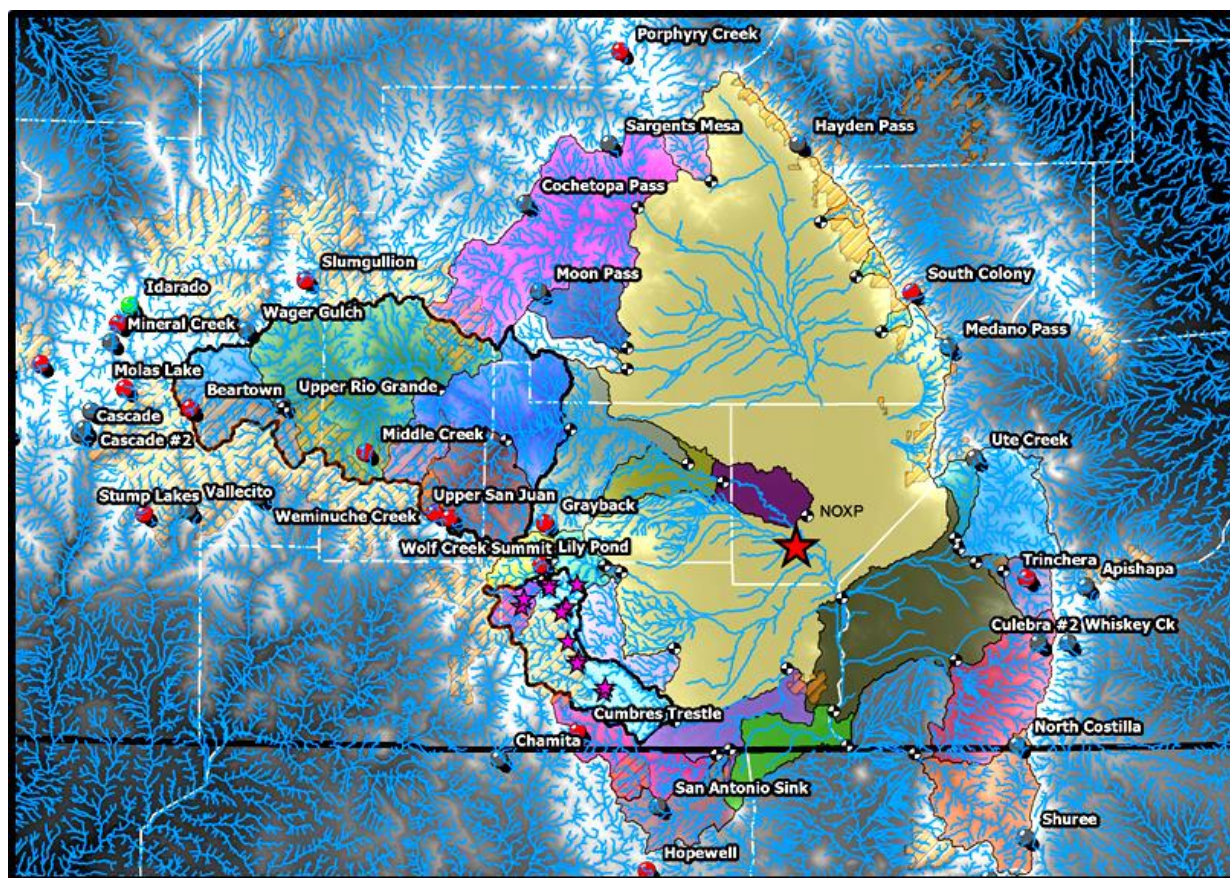 Porphyry Creek
Sargents Mesa
Hayden Pass
Cochetopa Pass
Slumgullion
Moon Pass
South Colony
Idarado
Wager Gulch
Mineral Creek
Medano Pass
Molas Lake
Beartown
Upper Rio Grande
Cascade
Cascade #2
Middle Creek
Ute Creek
Stump Lakes
Vallecito
Upper San Juan
Weminuche Creek
Grayback
NOXP
Wolf Creek Summit
Lily Pond
Trinchera
Apishapa
Culebra #2
Whiskey Ck
Cumbres Trestle
Chamita
North Costilla
San Antonio Sink
Shuree
Hopewell